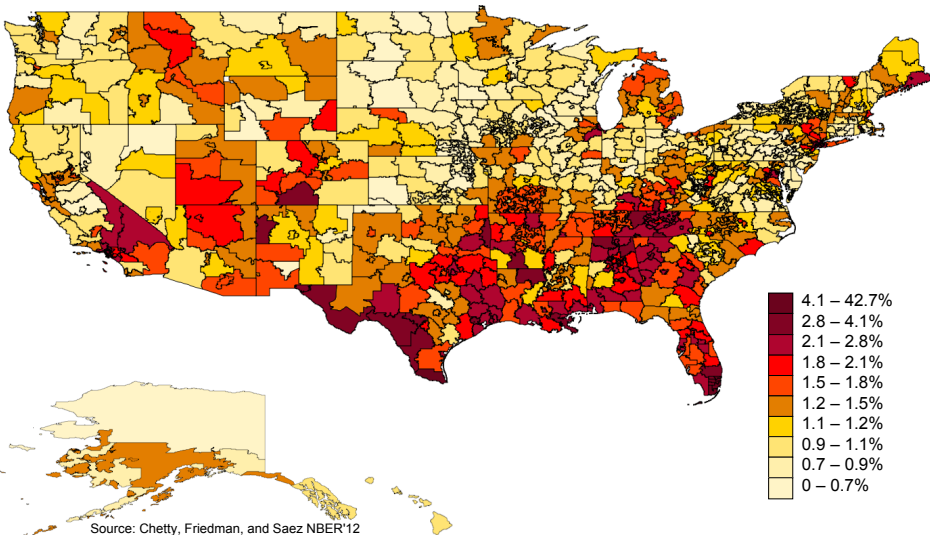 4.1 – 42.7%
2.8 – 4.1%
2.1 – 2.8%
1.8 – 2.1%
1.5 – 1.8%
1.2 – 1.5%
1.1 – 1.2%
0.9 – 1.1%
0.7 – 0.9%
0 – 0.7%
Source: Chetty, Friedman, and Saez NBER'12